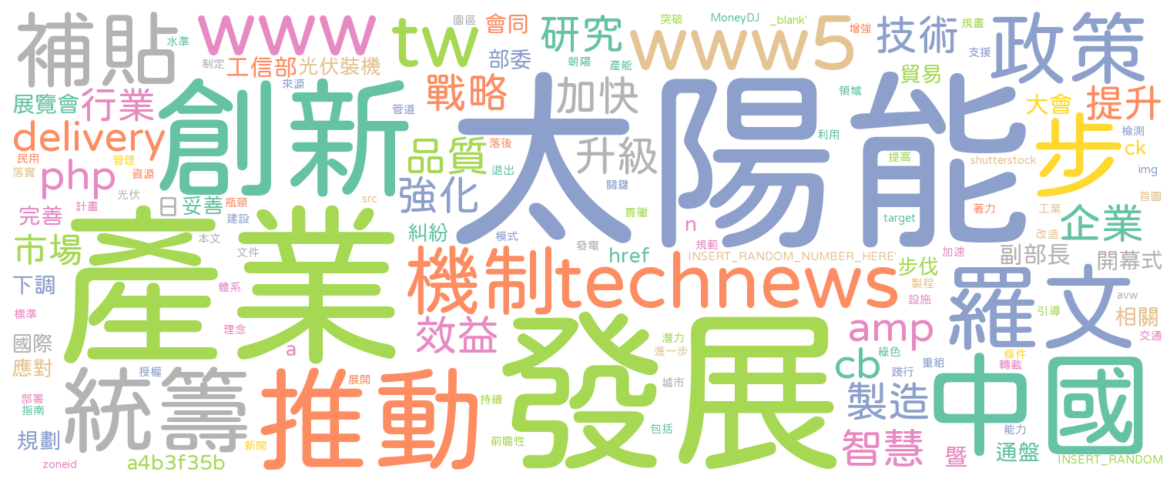 補貼
水準
www
制定
工信部
光伏裝機
來源
園區
tw
會同
部委
研究
朝陽
產能
突破
MoneyDJ
_blank'
www5
增強
技術
規畫
支援
政策
展覽會
行業
delivery
創新
管道
戰略
品質
落後
退出
加快
升級
關鍵
太陽能
利用
領域
貿易
提高
shutterstock
大會
提升
步
檢測
ck
img
首圖
民用
落實
管理
資源
php
計畫
光伏
完善
日
妥善
瓶頸
建設
src
強化
糾紛
模式
貫徹
n
target
著力
工業
改造
企業
市場
產業
本文
文件
體系
理念
a
機制
href
發電
technews
規範
INSERT_RANDOM_NUMBER_HERE'
步伐
製程
設施
加速
副部長
開幕式
avw
羅文
引導
相關
交通
下調
標準
國際
應對
授權
效益
潛力
進一步
amp
cb
綠色
踐行
重組
條件
轉載
部署
指南
規劃
zoneid
統籌
a4b3f35b
新聞
推動
展開
持續
前瞻性
發展
城市
包括
製造
智慧
中國
能力
暨
通盤
INSERT_RANDOM